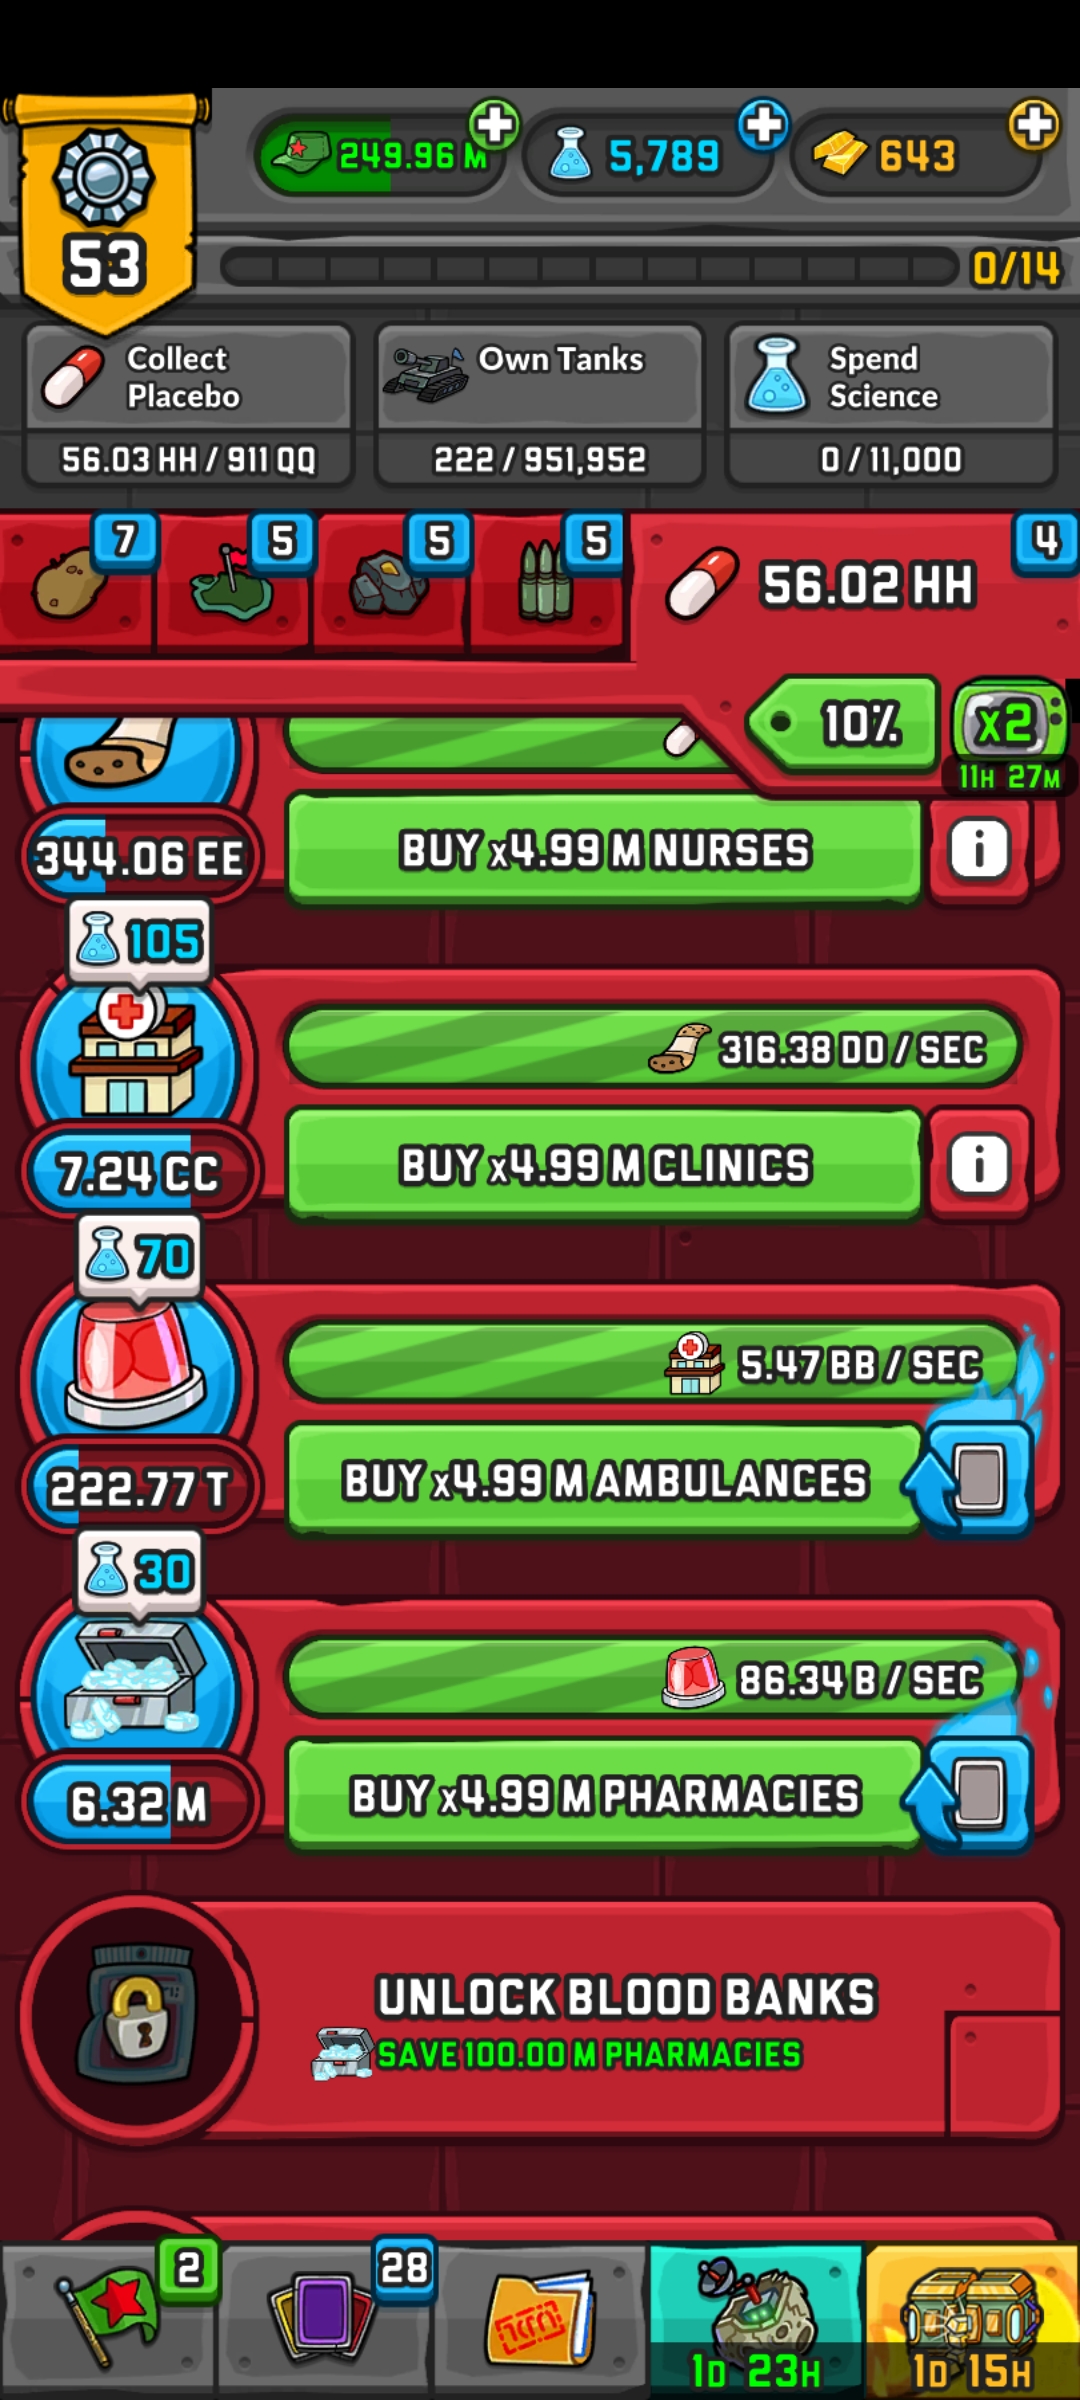 53
249.96 M
5,789
643
0/14
Collect
Placebo
56.03 HH / 911 QQ
Own Tanks
222 / 951,952
Spend
Science
0 / 11,000
7
5
5
5
56.02 HH
4
10%
x2
11H 27M
344.06 EE
BUY x4.99 M NURSES
i
105
316.38 DD / SEC
7.24 CC
BUY x4.99 M CLINICS
i
70
5.47 BB / SEC
222.77 T
BUY x4.99 M AMBULANCES
30
86.34 B / SEC
6.32 M
BUY x4.99 M PHARMACIES
UNLOCK BLOOD BANKS
SAVE 100.00 M PHARMACIES
2
28
1D 23H
1D 15H